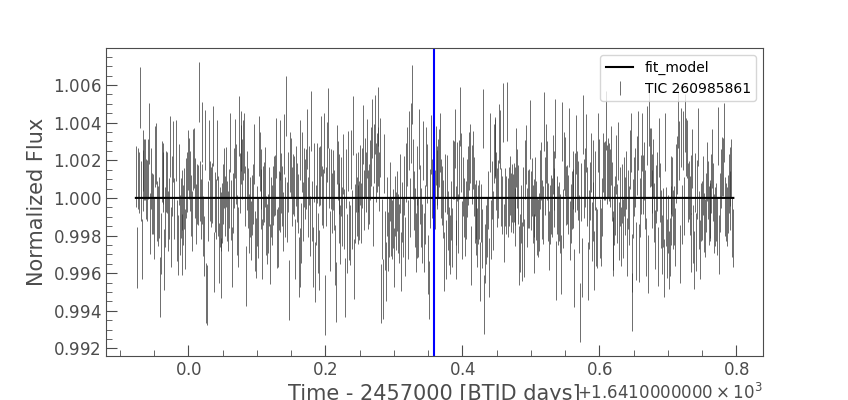 fit_model
TIC 260985861
Normalized Flux
1.006
1.004
1.002
1.000
0.998
0.996
0.994
0.992
0.0
0.2
0.4
0.6
0.8
Time - 2457000 [BTJD days]
+1.6410000000 × 10³